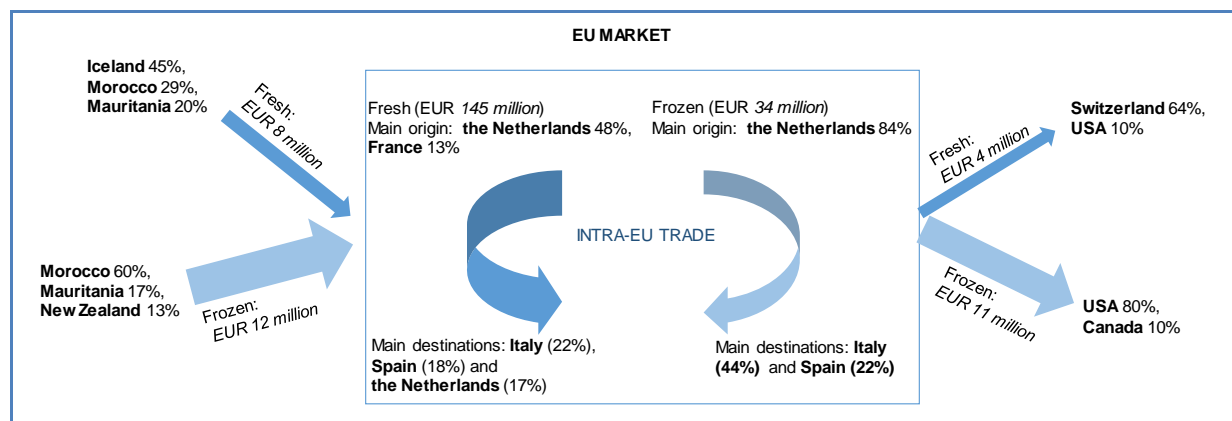 EU MARKET
Iceland 45%,
Morocco 29%,
Mauritania 20%
Fresh:
EUR 8 million
Morocco 60%,
Mauritania 17%,
New Zealand 13%
Frozen:
EUR 12 million
Fresh (EUR 145 million)
Main origin: the Netherlands 48%,
France 13%
Frozen (EUR 34 million)
Main origin: the Netherlands 84%
INTRA-EU TRADE
Main destinations: Italy (22%),
Spain (18%) and
the Netherlands (17%)
Main destinations: Italy
(44%) and Spain (22%)
Fresh:
EUR 4 million
Switzerland 64%,
USA 10%
Frozen:
EUR 11 million
USA 80%,
Canada 10%